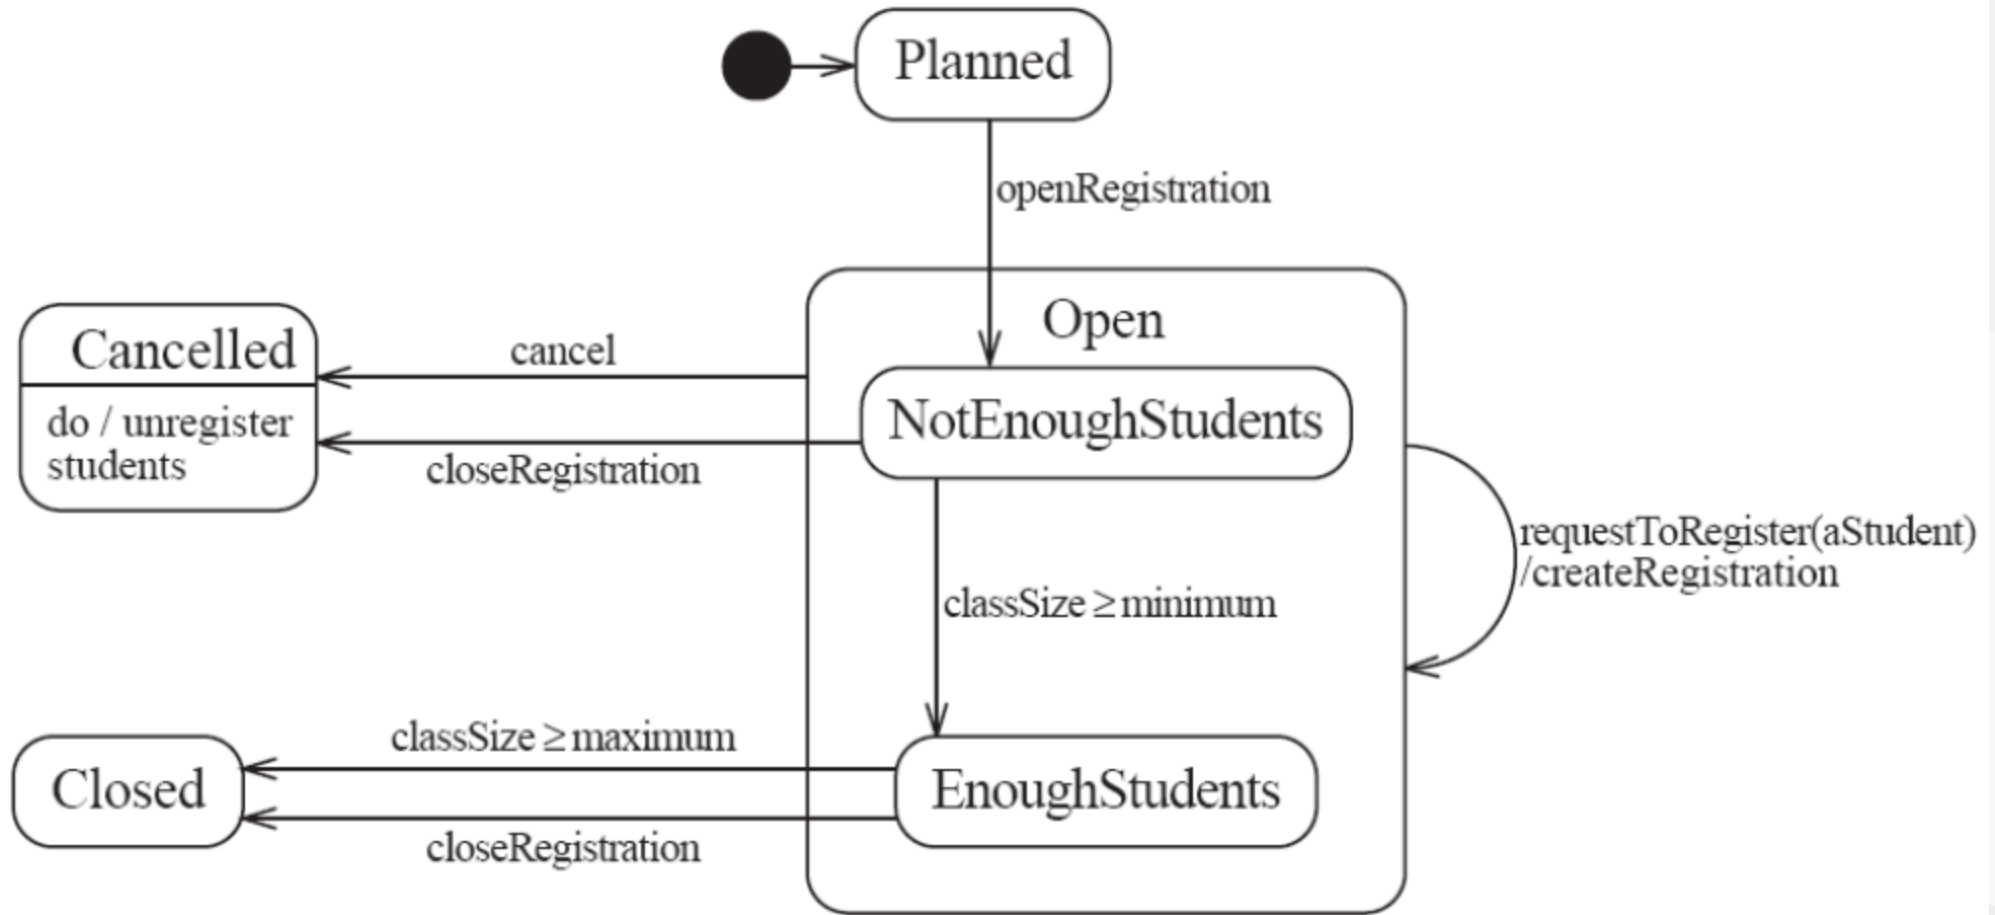 Planned
openRegistration
Open
Cancelled
cancel
do / unregister
students
NotEnoughStudents
closeRegistration
requestToRegister(aStudent)
/createRegistration
classSize ≥ minimum
classSize ≥ maximum
Closed
EnoughStudents
closeRegistration